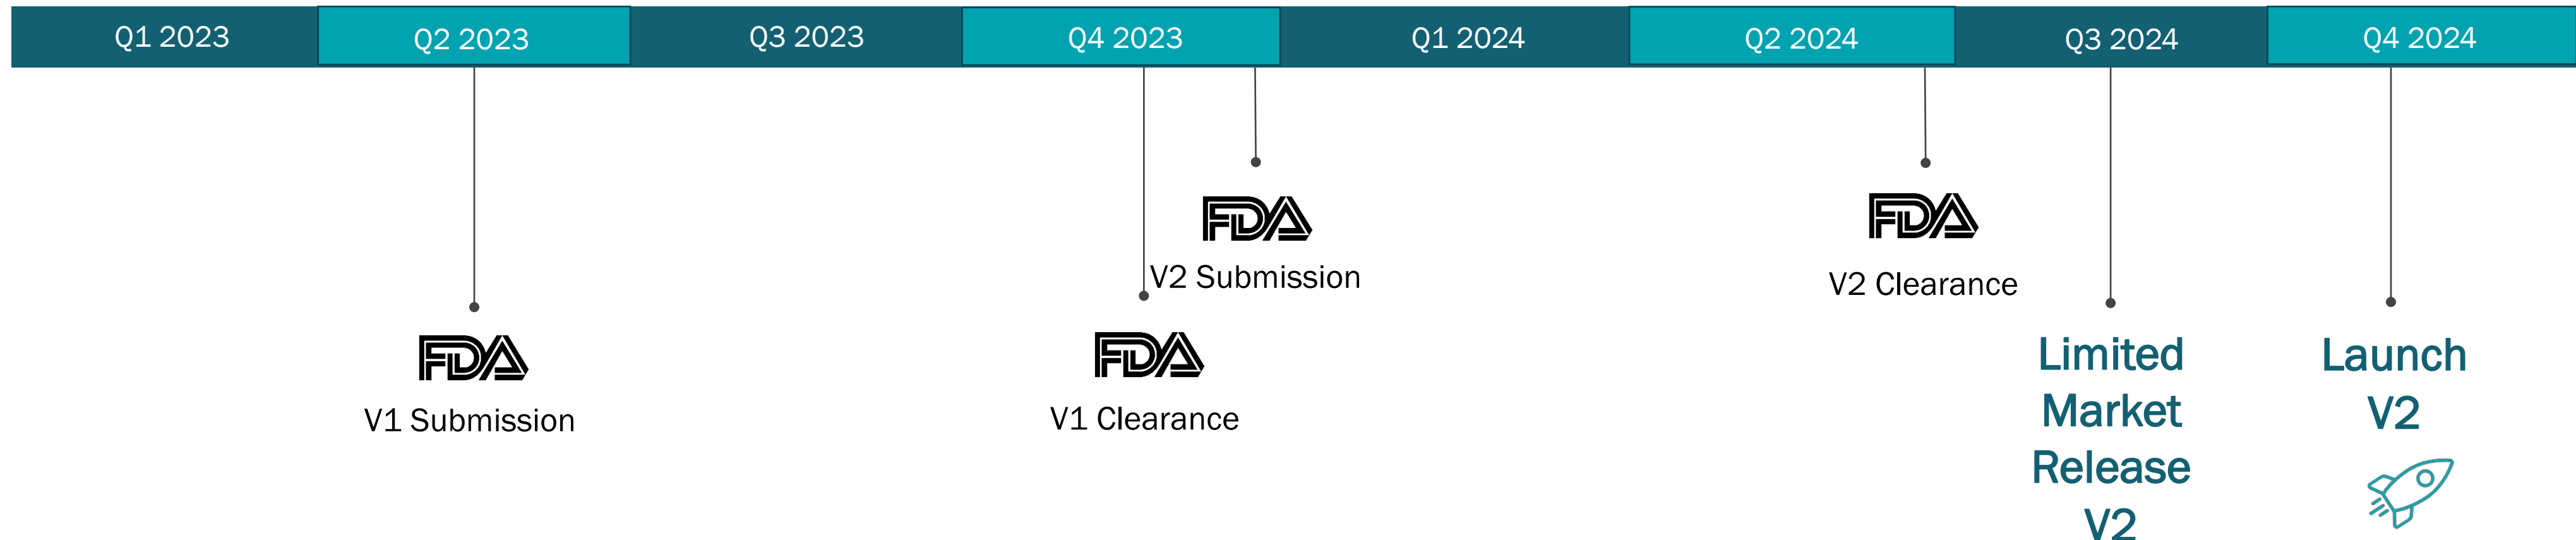 Q1 2023
Q2 2023
Q3 2023
Q4 2023
Q1 2024
Q2 2024
Q3 2024
Q4 2024
FDA
V1 Submission
FDA
V1 Clearance
FDA
V2 Submission
FDA
V2 Clearance
Limited
Market
Release
V2
Launch
V2